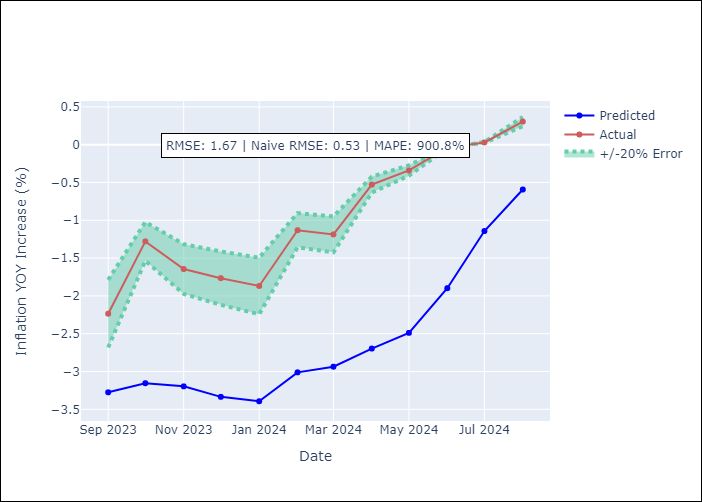 RMSE: 1.67 | Naive RMSE: 0.53 | MAPE: 900.8%
Predicted
Actual
+/-20% Error
Inflation YOY Increase (%)
0.5
0
−0.5
−1
−1.5
−2
−2.5
−3
−3.5
Sep 2023 Nov 2023 Jan 2024 Mar 2024 May 2024 Jul 2024
Date